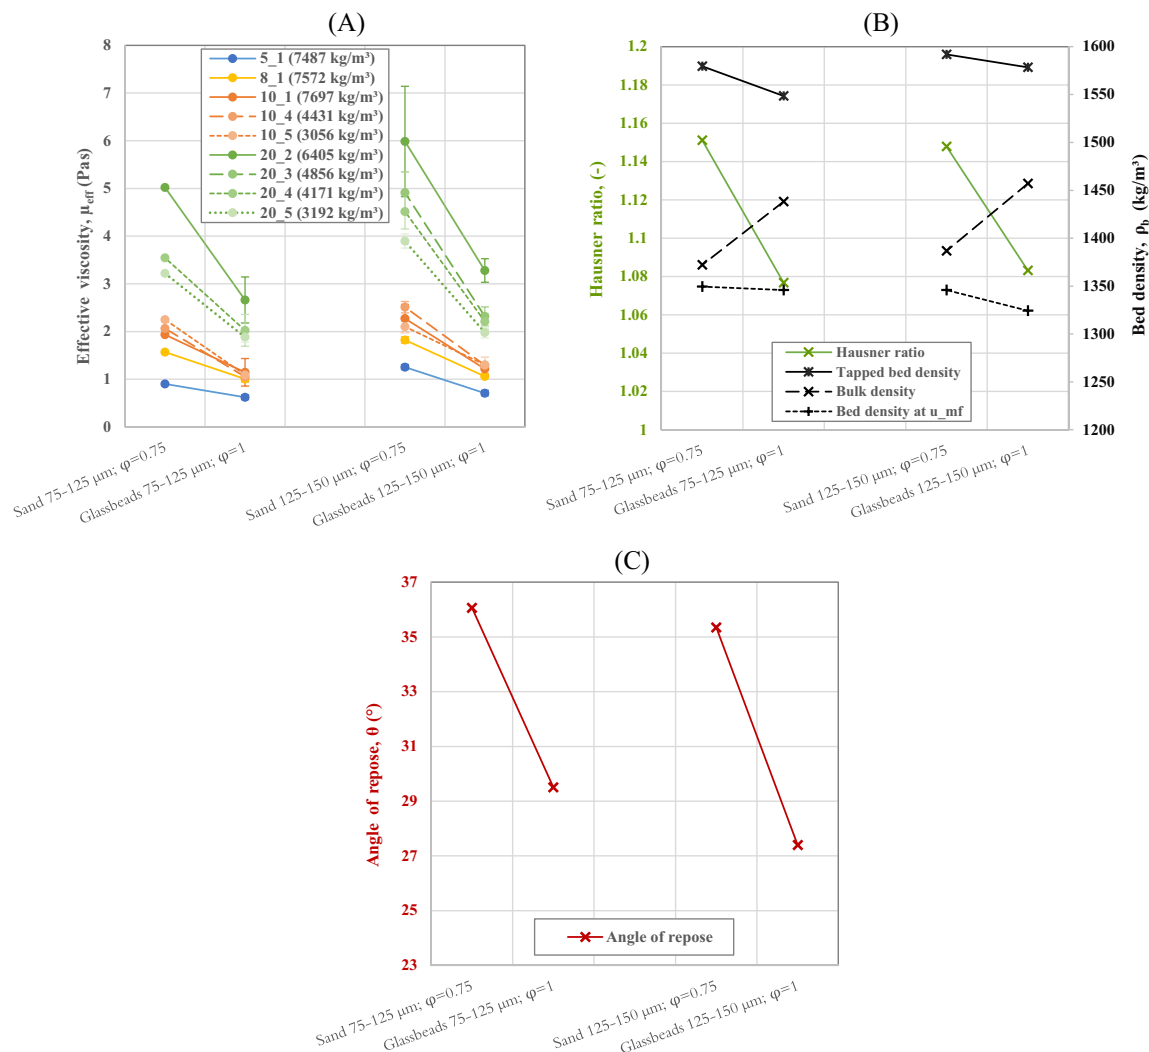 (A)
Effective viscosity, μeff (Pas)
8
7
6
5
4
3
2
1
0
5_1 (7487 kg/m³)
8_1 (7572 kg/m³)
10_1 (7697 kg/m³)
10_4 (4431 kg/m³)
10_5 (3056 kg/m³)
20_2 (6405 kg/m³)
20_3 (4856 kg/m³)
20_4 (4171 kg/m³)
20_5 (3192 kg/m³)
Sand 75-125 μm; φ=0.75
Glassbeads 75-125 μm; φ=1
Sand 125-150 μm; φ=0.75
Glassbeads 125-150 μm; φ=1
(B)
Hausner ratio, (-)
1.2
1.18
1.16
1.14
1.12
1.1
1.08
1.06
1.04
1.02
1
1600
1550
1500
1450
1400
1350
1300
1250
1200
Bed density, ρb (kg/m³)
Hausner ratio
Tapped bed density
Bulk density
Bed density at u_mf
Sand 75-125 μm; φ=0.75
Glassbeads 75-125 μm; φ=1
Sand 125-150 μm; φ=0.75
Glassbeads 125-150 μm; φ=1
(C)
Angle of repose, θ (°)
37
35
33
31
29
27
25
23
Angle of repose
Sand 75-125 μm; φ=0.75
Glassbeads 75-125 μm; φ=1
Sand 125-150 μm; φ=0.75
Glassbeads 125-150 μm; φ=1